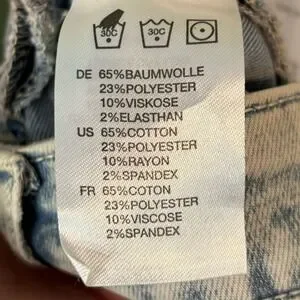 30C 30C
DE 65%BAUMWOLLE
23%POLYESTER
10%VISKOSE
2%ELASTHAN
US 65%COTTON
23%POLYESTER
10%RAYON
2%SPANDEX
FR 65%COTON
23%POLYESTER
10%VISCOSE
2%SPANDEX